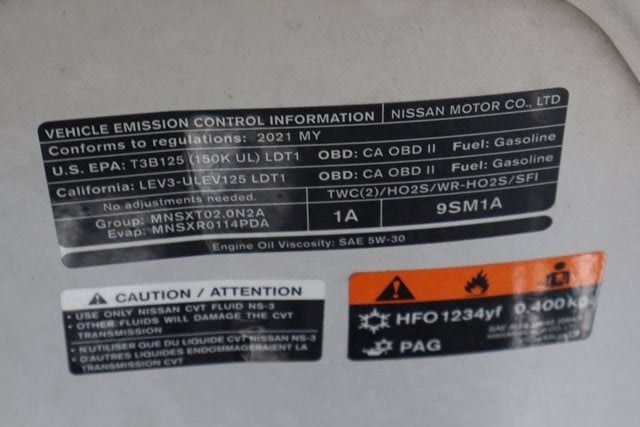 VEHICLE EMISSION CONTROL INFORMATION NISSAN MOTOR CO., LTD
Conforms to regulations: 2021 MY
U.S. EPA: T3B125 (150K UL) LDT1 OBD: CA OBD II Fuel: Gasoline
California: LEV3-ULEV125 LDT1 OBD: CA OBD II Fuel: Gasoline
No adjustments needed. TWC(2)/HO2S/WR-HO2S/SFI
Group: MNSXT02.0N2A 1A 9SM1A
Evap: MNSXR0114PDA
Engine Oil Viscosity: SAE 5W-30
CAUTION / ATTENTION
• USE ONLY NISSAN CVT FLUID NS-3
• OTHER FLUIDS WILL DAMAGE THE CVT
TRANSMISSION
• N'UTILISER QUE DU LIQUIDE CVT NISSAN NS-3
• D'AUTRES LIQUIDES ENDOMMAGERAIENT LA
TRANSMISSION CVT
HFO1234yf 0,400kg
PAG